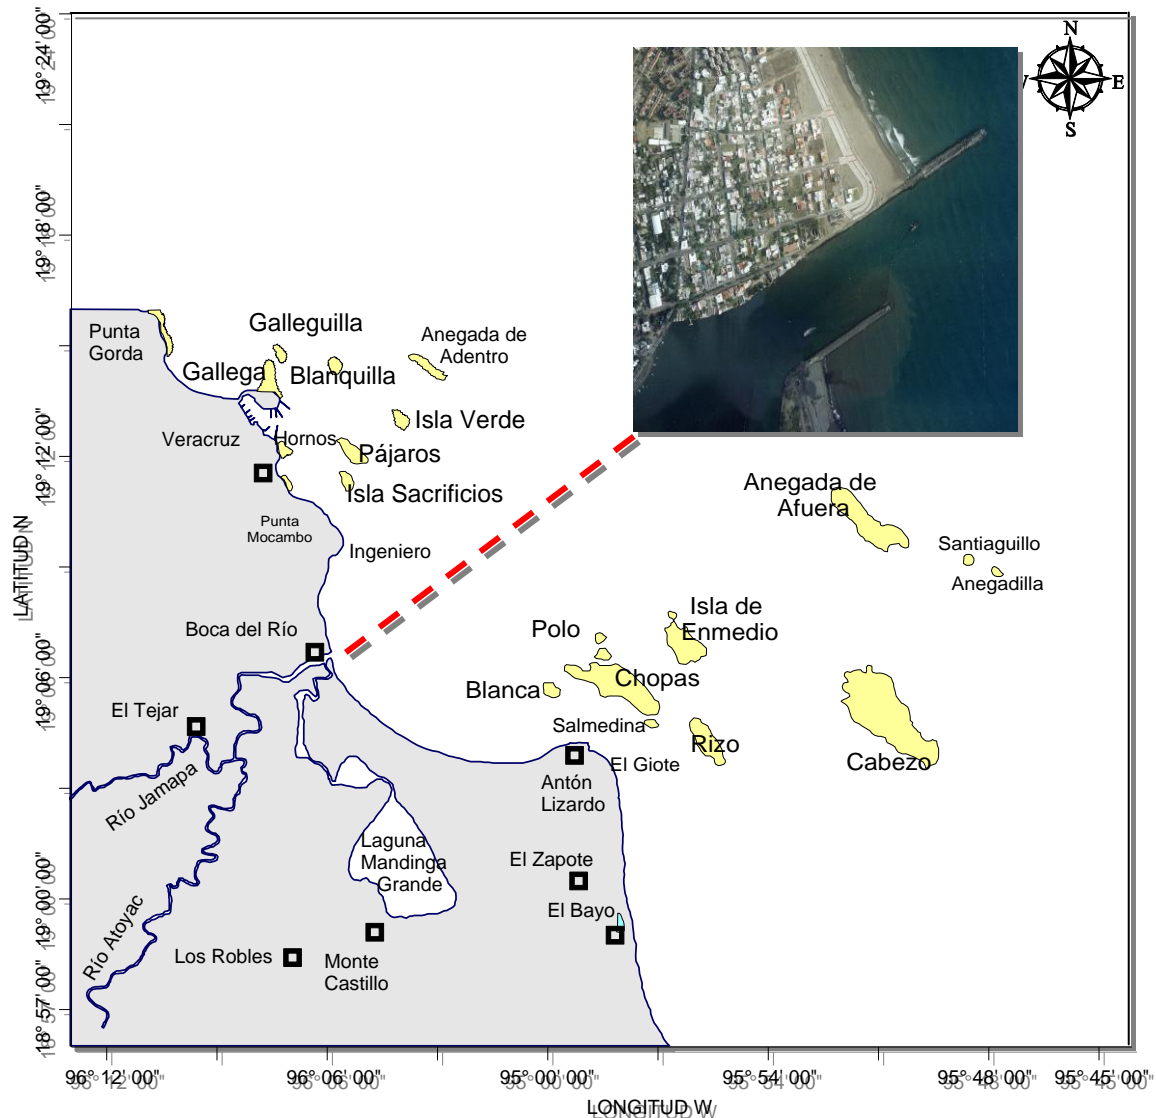 19° 24' 00"
N
E
S
19° 18' 00"
Punta
Gorda
Galleguilla
Anegada de
Adentro
Gallega
Blanquilla
Isla Verde
Veracruz
Hornos
Pájaros
19° 12' 00"
Isla Sacrificios
Anegada de
Afuera
Punta
Mocambo
Ingeniero
Santiaguillo
Anegadilla
LATITUD N
Isla de
Enmedio
Boca del Río
Polo
19° 06' 00"
Chopas
Blanca
El Tejar
Salmedina
Rizo
El Giote
Cabezo
Antón
Lizardo
Río Jamapa
Laguna
Mandinga
Grande
El Zapote
19° 00' 00"
El Bayo
Río Atoyac
Los Robles
Monte
Castillo
18° 57' 00"
96° 12' 00"
96° 06' 00"
95° 00' 00"
95° 54' 00"
95° 48' 00"
95° 45' 00"
LONGITUD W